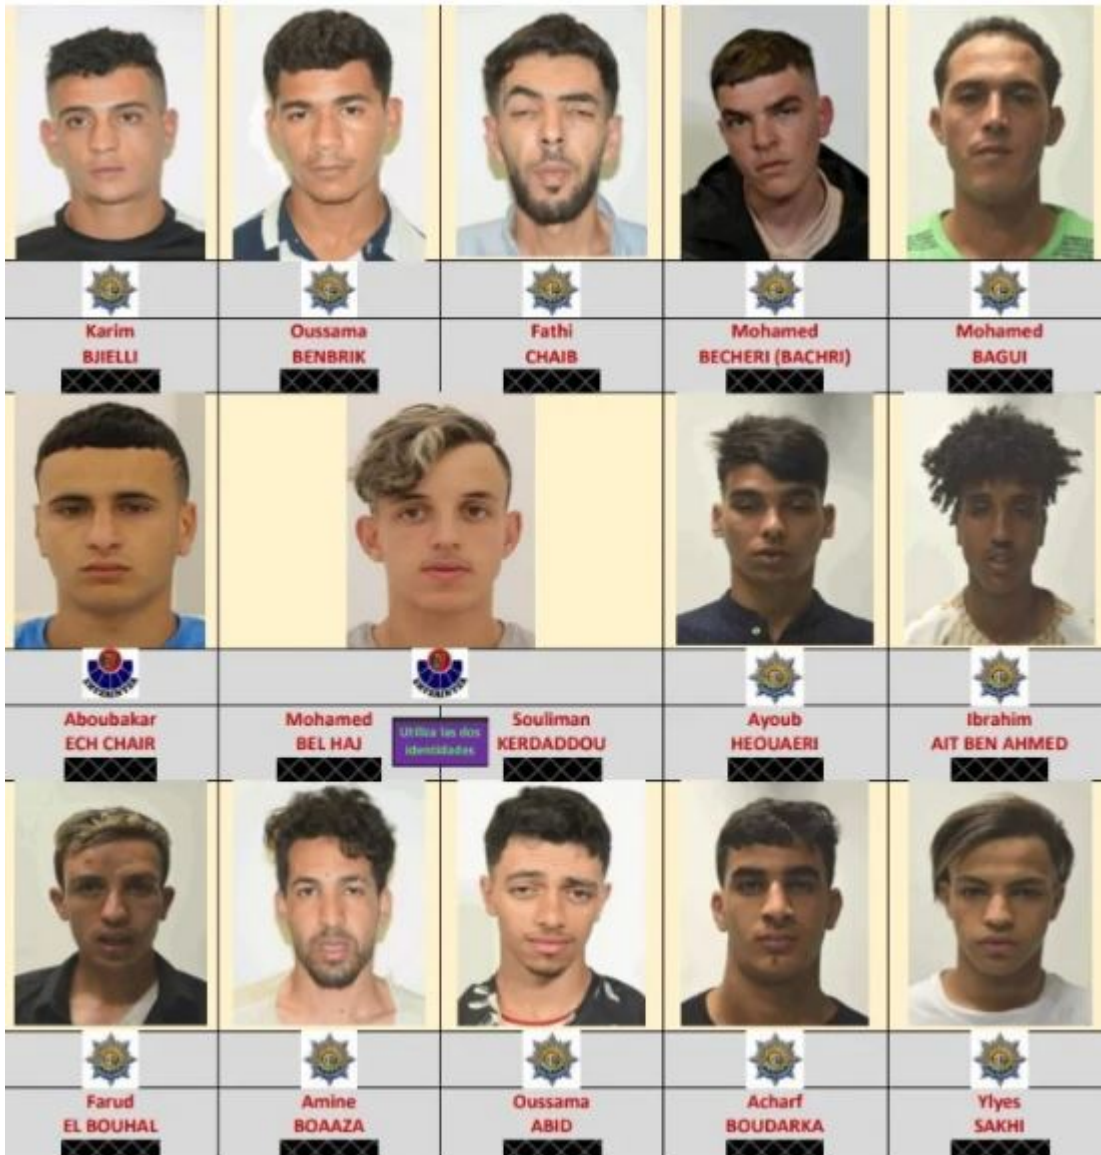 Karim
BJIELLI
Oussama
BENBRIK
Fathi
CHAIB
Mohamed
BECHERI (BACHRI)
Mohamed
BAGUI
Aboubakar
ECH CHAIR
Mohamed
BEL HAJ
Utiliza las dos
identidades
Souliman
KERDADDOU
Ayoub
HEOUAERI
Ibrahim
AIT BEN AHMED
Farud
EL BOUHAL
Amine
BOAAZA
Oussama
ABID
Acharf
BOUDARKA
Ylyes
SAKHI